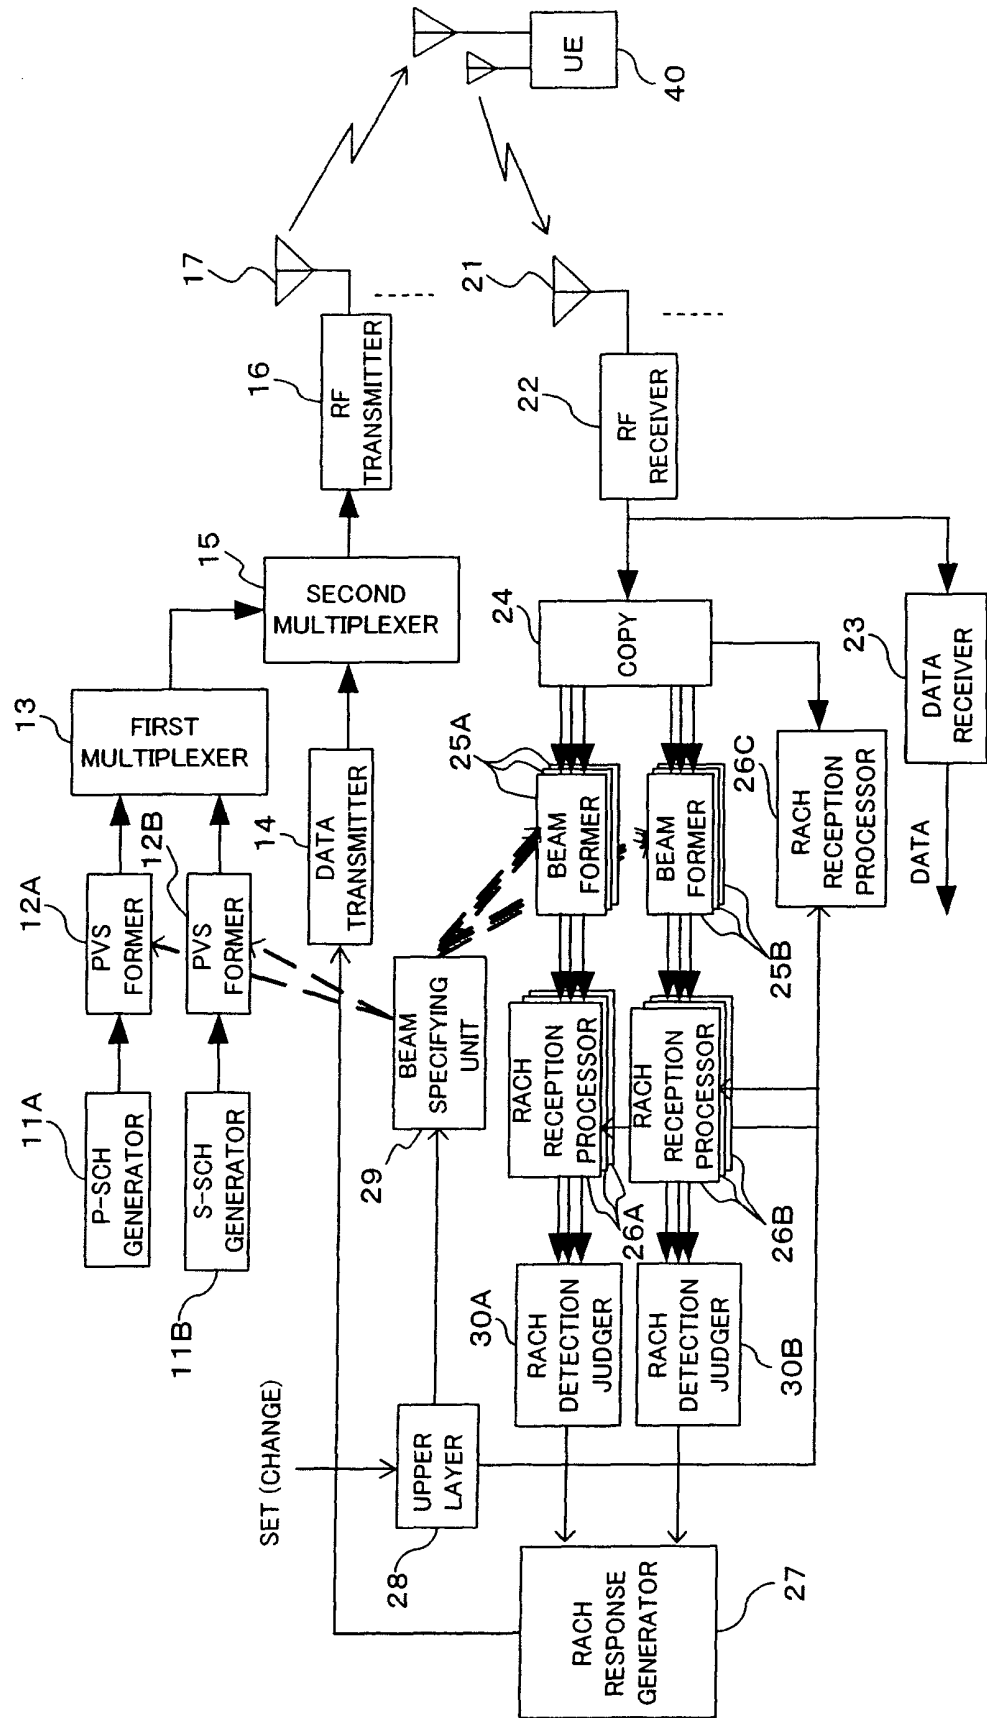 11A
P-SCH
GENERATOR
12A
PVS
FORMER
13
FIRST
MULTIPLEXER
11B
S-SCH
GENERATOR
12B
PVS
FORMER
15
SECOND
MULTIPLEXER
16
RF
TRANSMITTER
17
14
DATA
TRANSMITTER
SET (CHANGE)
28
UPPER
LAYER
29
BEAM
SPECIFYING
UNIT
UE
40
27
RACH
RESPONSE
GENERATOR
30A
RACH
DETECTION
JUDGER
26A
RACH
RECEPTION
PROCESSOR
25A
BEAM
FORMER
24
COPY
22
RF
RECEIVER
21
30B
RACH
DETECTION
JUDGER
26B
RACH
RECEPTION
PROCESSOR
25B
BEAM
FORMER
26C
RACH
RECEPTION
PROCESSOR
23
DATA
RECEIVER
DATA